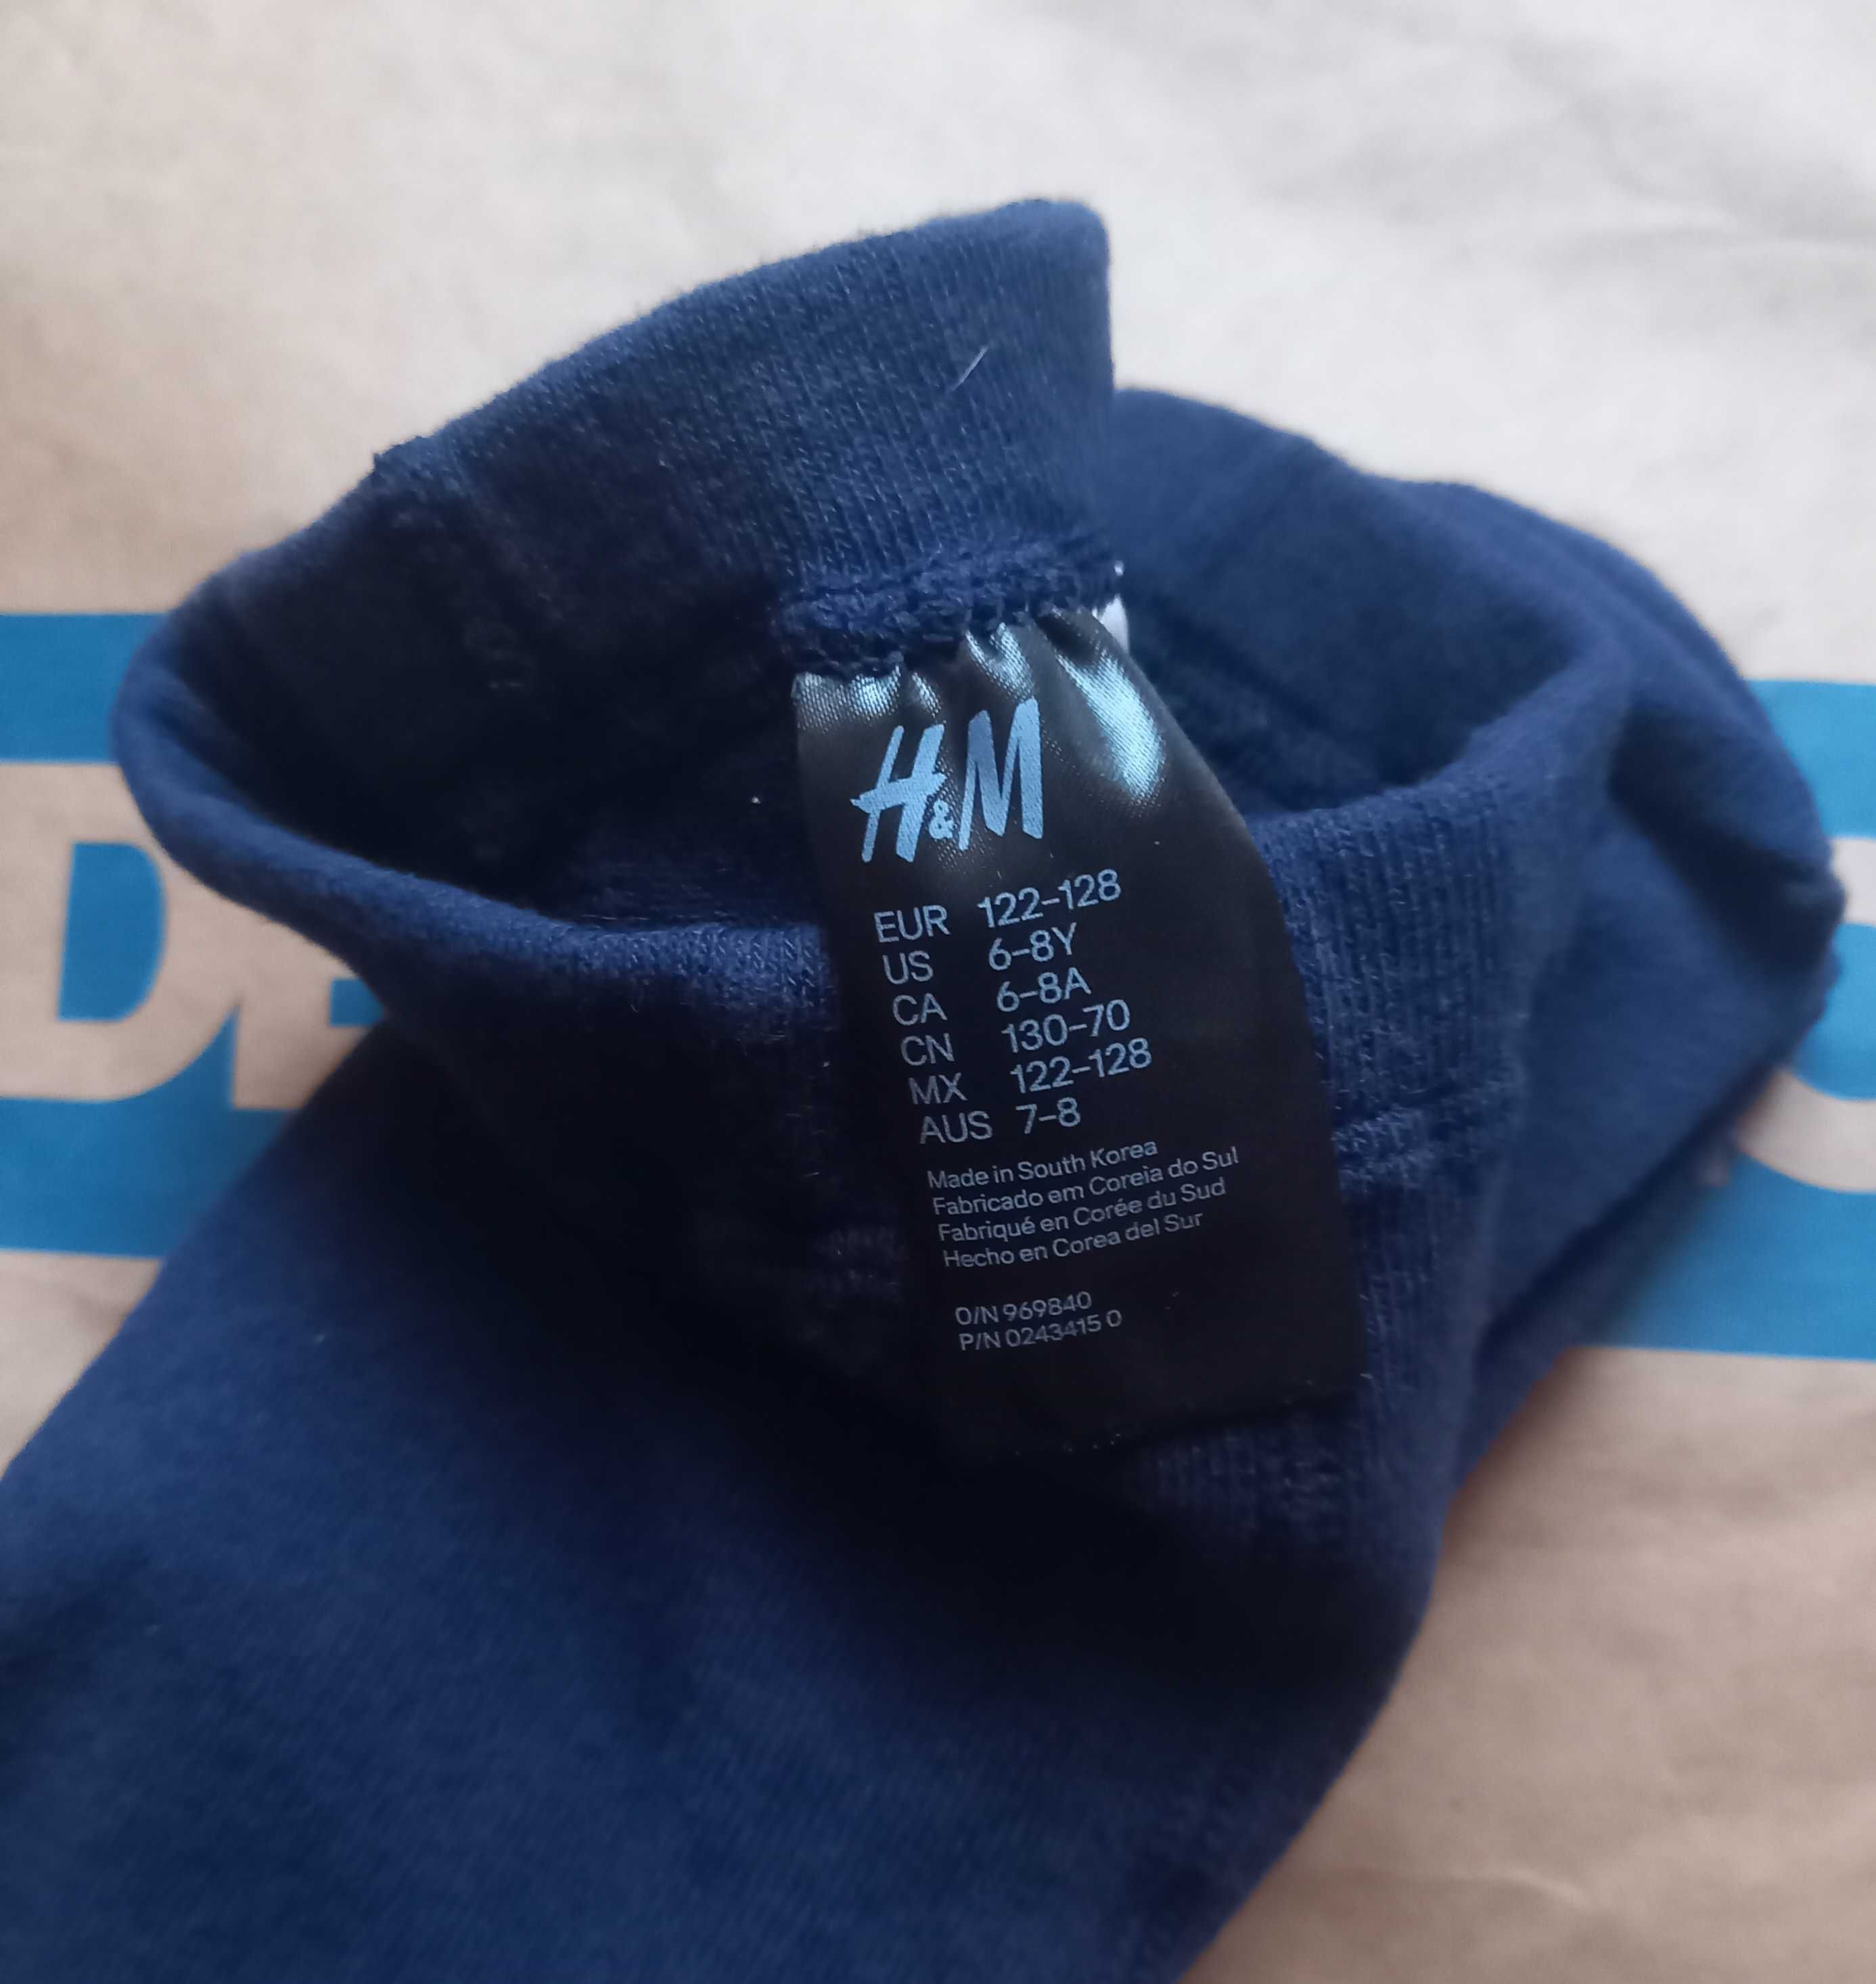 H&M
EUR 122-128
US 6-8Y
CA 6-8A
CN 130-70
MX 122-128
AUS 7-8
Made in South Korea
Fabricado em Coreia do Sul
Fabriqué en Corée du Sud
Hecho en Corea del Sur
O/N 969840
P/N 0243415 0